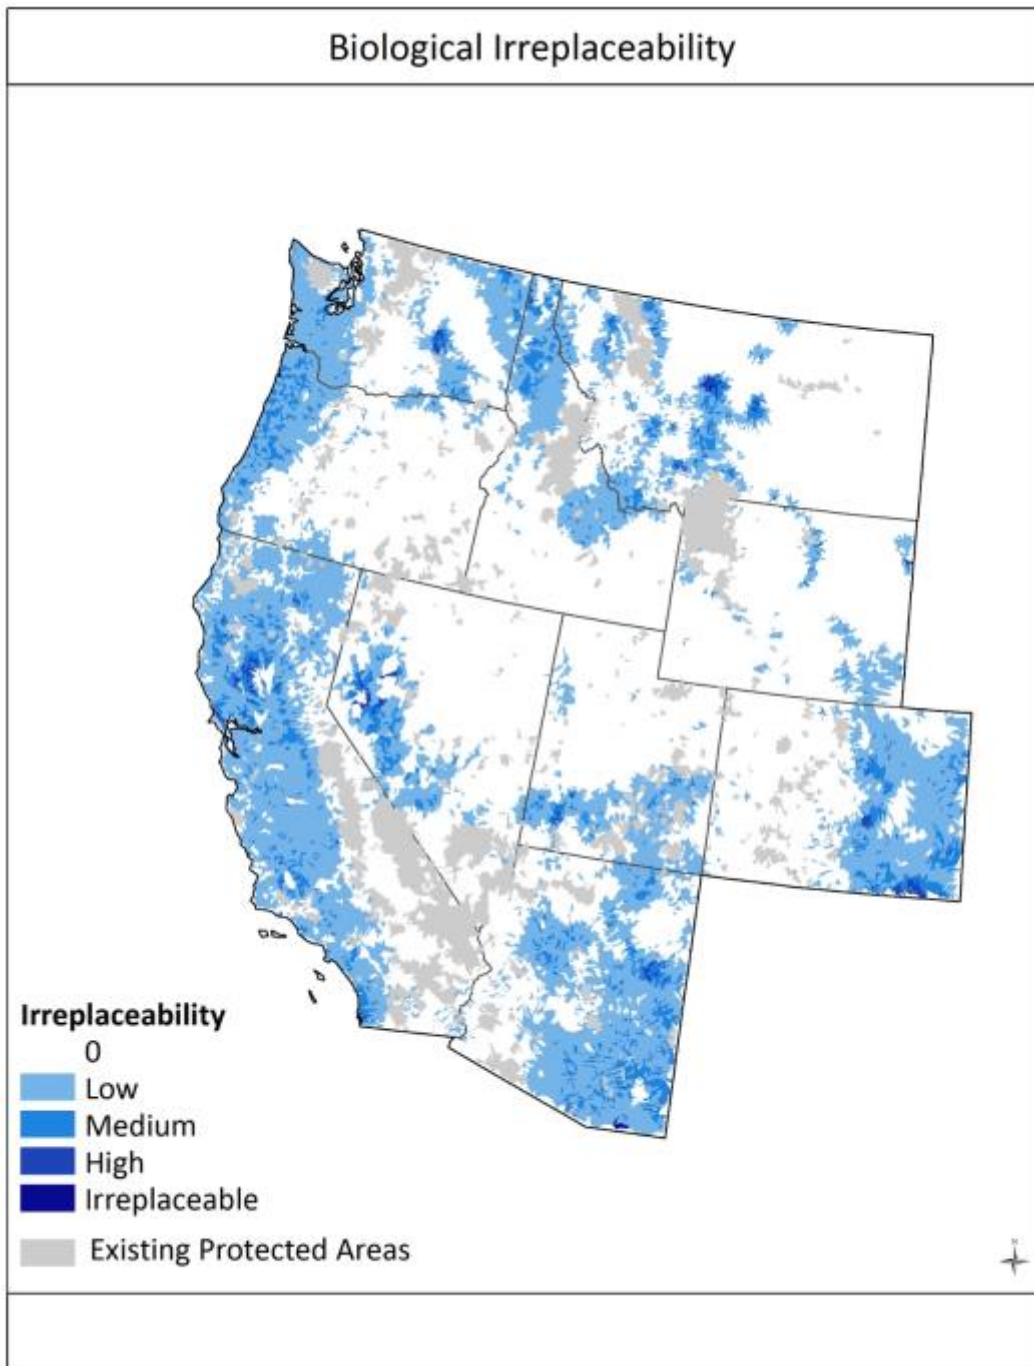 Biological Irreplaceability
Irreplaceability
0
Low
Medium
High
Irreplaceable
Existing Protected Areas
N